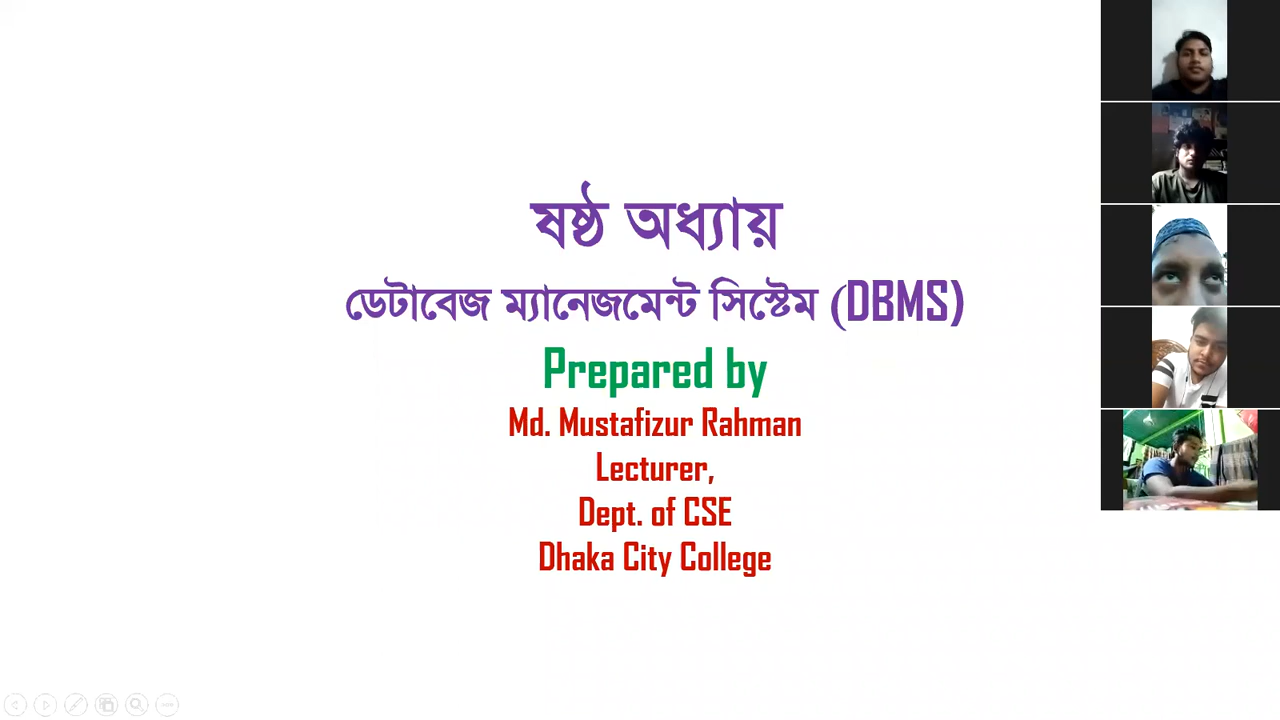 ষষ্ঠ অধ্যায়
ডেটাবেজ ম্যানেজমেন্ট সিস্টেম (DBMS)
Prepared by
Md. Mustafizur Rahman
Lecturer,
Dept. of CSE
Dhaka City College